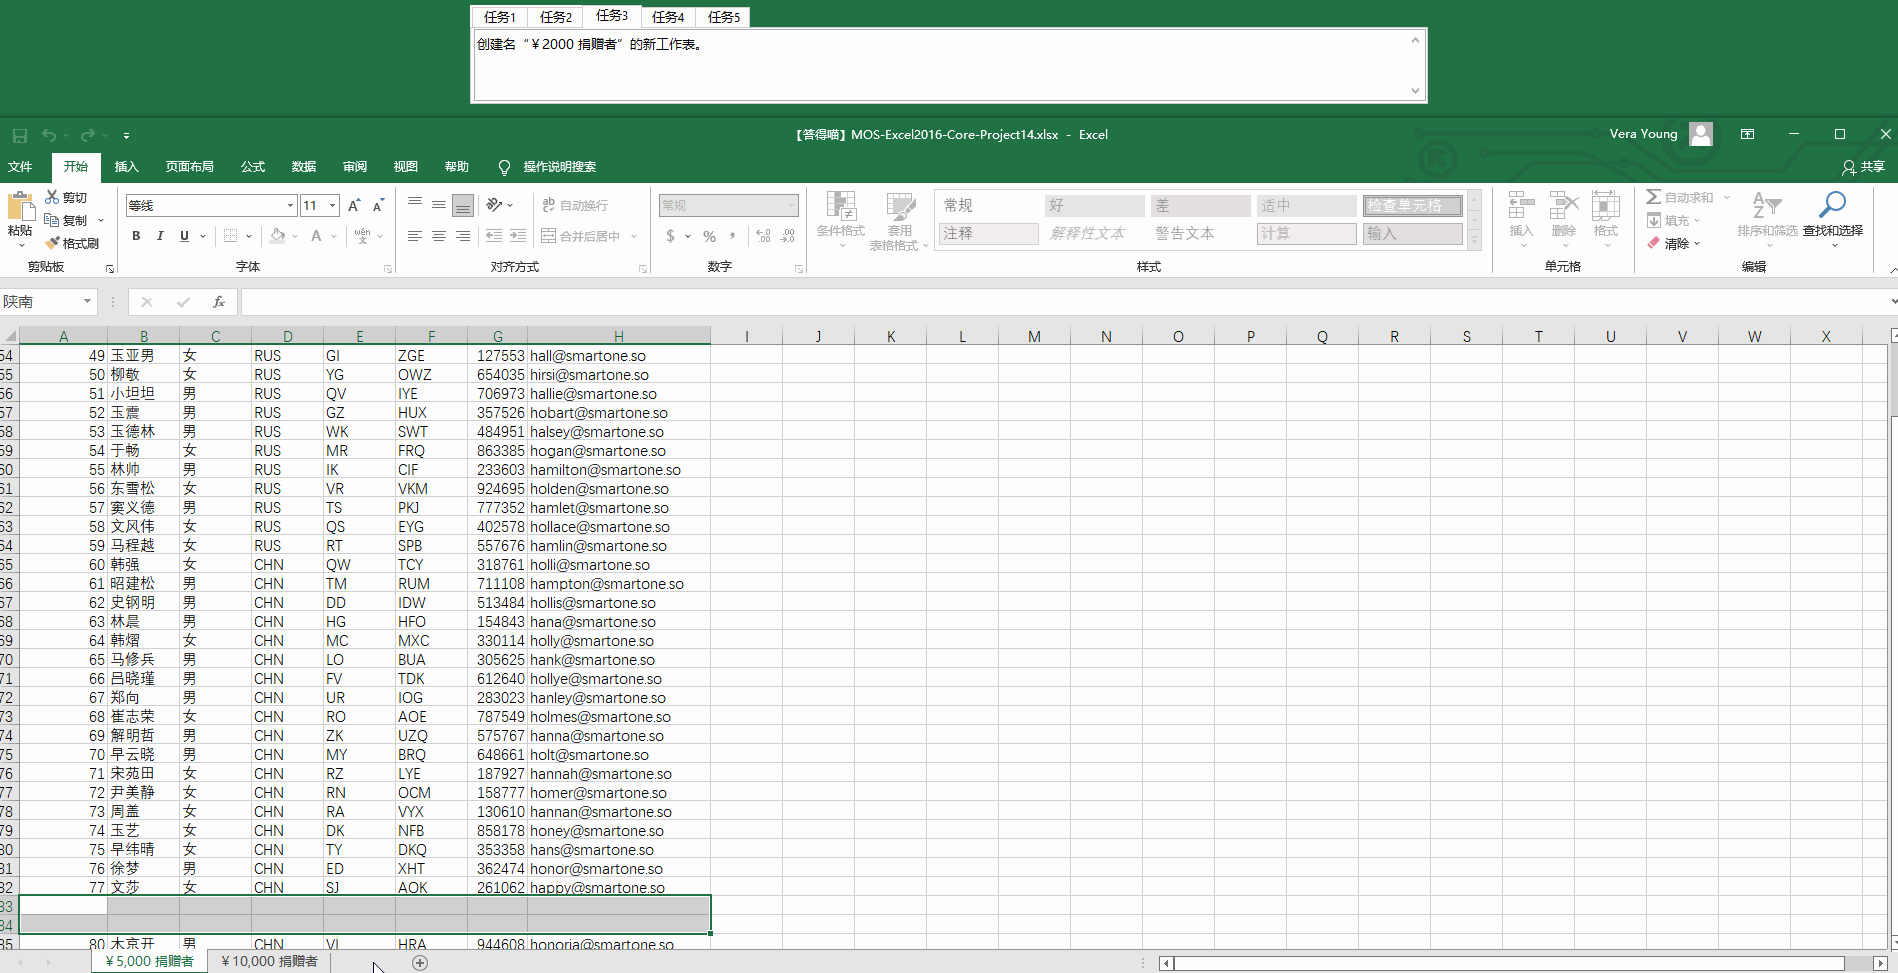 任务1 任务2 任务3 任务4 任务5
创建名“￥2000 捐赠者”的新工作表。
【答得喵】MOS-Excel2016-Core-Project14.xlsx - Excel
Vera Young
文件 开始 插入 页面布局 公式 数据 审阅 视图 帮助 操作说明搜索 共享
粘贴 剪切 复制 格式刷 剪贴板
等线 11 B I U A wén 文 字体
ab 自动换行 合并后居中 对齐方式
常规 $ % , 数字
条件格式 套用 表格格式
常规 好 差 适中 检查单元格
注释 解释性文本 警告文本 计算 输入
样式
插入 删除 格式 单元格
自动求和 填充 清除 排序和筛选 查找和选择 编辑
陕南 fx
A B C D E F G H I J K L M N O P Q R S T U V W X
54 49 玉亚男 女 RUS GI ZGE 127553 hall@smartone.so
55 50 柳敬 女 RUS YG OWZ 654035 hirsi@smartone.so
56 51 小坦坦 男 RUS QV IYE 706973 hallie@smartone.so
57 52 玉震 男 RUS GZ HUX 357526 hobart@smartone.so
58 53 玉德林 男 RUS WK SWT 484951 halsey@smartone.so
59 54 于畅 女 RUS MR FRQ 863385 hogan@smartone.so
60 55 林帅 男 RUS IK CIF 233603 hamilton@smartone.so
61 56 东雪松 女 RUS VR VKM 924695 holden@smartone.so
62 57 窦义德 男 RUS TS PKJ 777352 hamlet@smartone.so
63 58 文风伟 女 RUS QS EYG 402578 hollace@smartone.so
64 59 马程越 女 RUS RT SPB 557676 hamlin@smartone.so
65 60 韩强 女 CHN QW TCY 318761 holli@smartone.so
66 61 昭建松 男 CHN TM RUM 711108 hampton@smartone.so
67 62 史钢明 男 CHN DD IDW 513484 hollis@smartone.so
68 63 林晨 男 CHN HG HFO 154843 hana@smartone.so
69 64 韩熠 女 CHN MC MXC 330114 holly@smartone.so
70 65 马修兵 男 CHN LO BUA 305625 hank@smartone.so
71 66 吕晓瑾 男 CHN FV TDK 612640 hollye@smartone.so
72 67 郑向 男 CHN UR IOG 283023 hanley@smartone.so
73 68 崔志荣 女 CHN RO AOE 787549 holmes@smartone.so
74 69 解明哲 男 CHN ZK UZQ 575767 hanna@smartone.so
75 70 早云晓 男 CHN MY BRQ 648661 holt@smartone.so
76 71 宋苑田 女 CHN RZ LYE 187927 hannah@smartone.so
77 72 尹美静 女 CHN RN OCM 158777 homer@smartone.so
78 73 周盖 女 CHN RA VYX 130610 hannan@smartone.so
79 74 玉艺 女 CHN DK NFB 858178 honey@smartone.so
80 75 早纬晴 女 CHN TY DKQ 353358 hans@smartone.so
81 76 徐梦 男 CHN ED XHT 362474 honor@smartone.so
82 77 文莎 女 CHN SJ AOK 261062 happy@smartone.so
83
84
85 80 木京开 男 CHN VI HRA 944608 honoria@smartone.so
￥5,000 捐赠者 ￥10,000 捐赠者